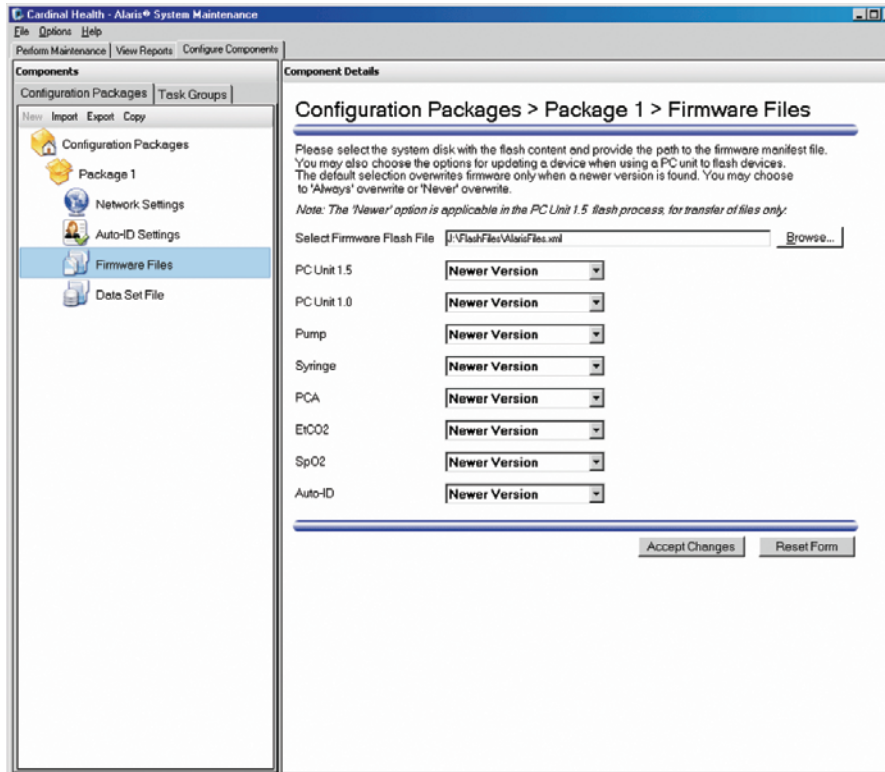 Cardinal Health - Alaris® System Maintenance
File Options Help
Perform Maintenance View Reports Configure Components
Components
Configuration Packages Task Groups
New Import Export Copy
Configuration Packages
Package 1
Network Settings
Auto-ID Settings
Firmware Files
Data Set File
Component Details
Configuration Packages > Package 1 > Firmware Files
Please select the system disk with the flash content and provide the path to the firmware manifest file.
You may also choose the options for updating a device when using a PC unit to flash devices.
The default selection overwrites firmware only when a newer version is found. You may choose
to 'Always' overwrite or 'Never' overwrite.
Note: The 'Newer' option is applicable in the PC Unit 1.5 flash process, for transfer of files only.
Select Firmware Flash File J:\FlashFiles\AlarisFiles.xml Browse...
PC Unit 1.5 Newer Version
PC Unit 1.0 Newer Version
Pump Newer Version
Syringe Newer Version
PCA Newer Version
EtCO2 Newer Version
SpO2 Newer Version
Auto-ID Newer Version
Accept Changes Reset Form